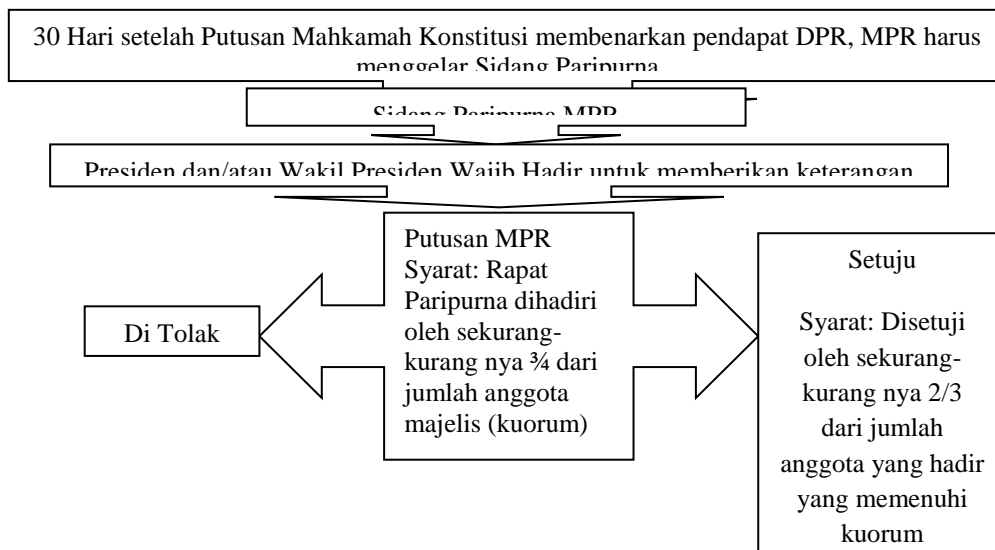 30 Hari setelah Putusan Mahkamah Konstitusi membenarkan pendapat DPR, MPR harus
menggelar Sidang Paripurna
Sidang Paripurna MPR
Presiden dan/atau Wakil Presiden Wajib Hadir untuk memberikan keterangan
Putusan MPR
Syarat: Rapat
Paripurna dihadiri
oleh sekurang-
kurang nya ¾ dari
jumlah anggota
majelis (kuorum)
Di Tolak
Setuju
Syarat: Disetuji
oleh sekurang-
kurang nya 2/3
dari jumlah
anggota yang hadir
yang memenuhi
kuorum